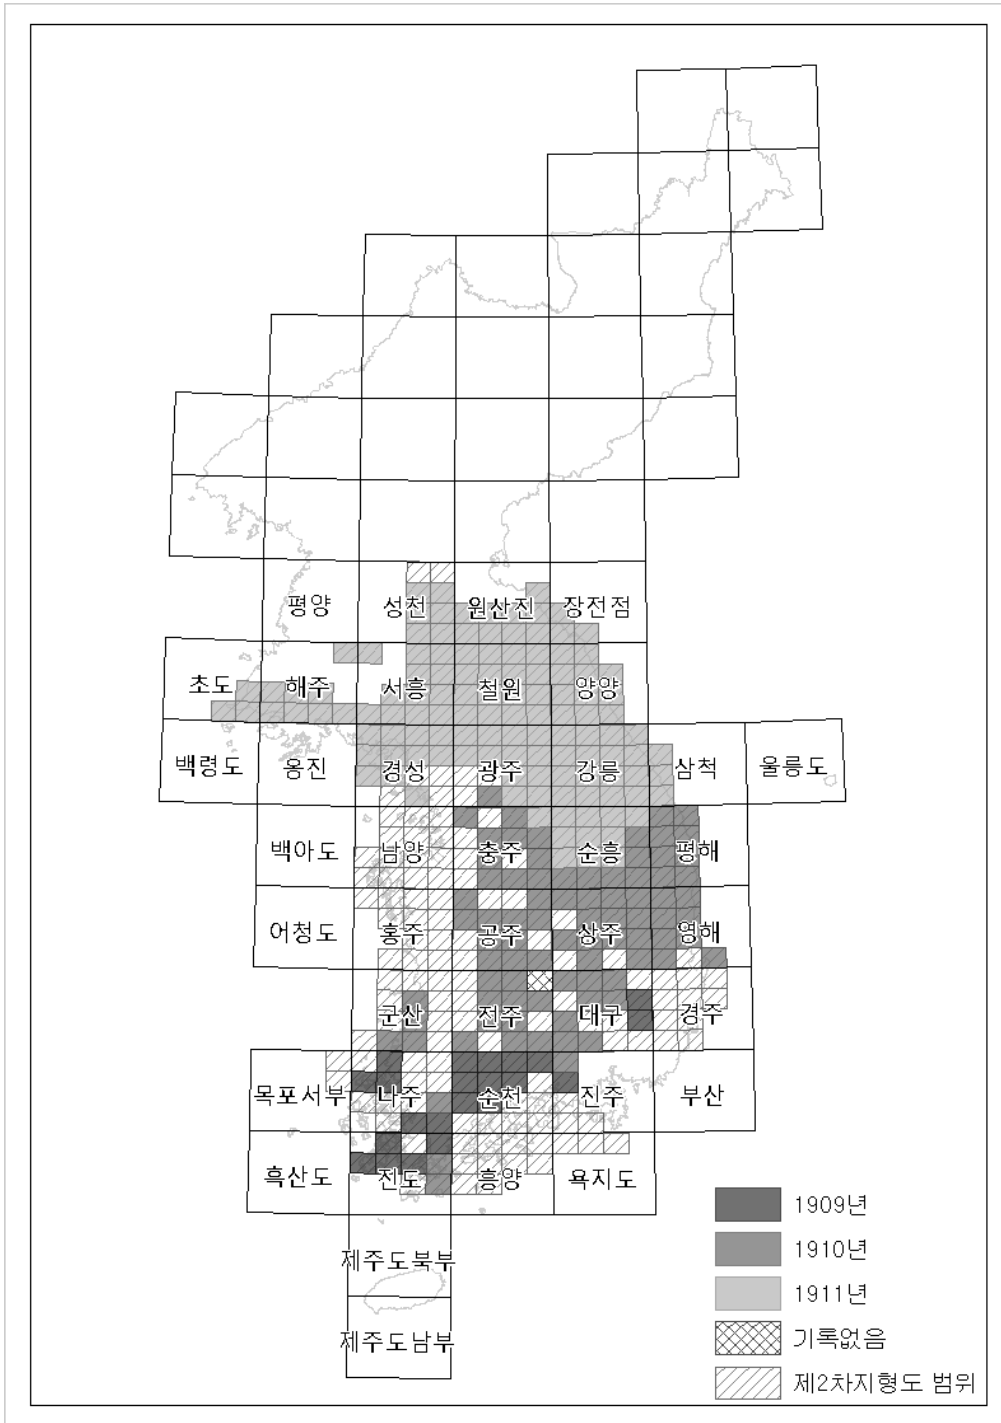 평양 성천 원산진 장전점
초도 해주 서흥 철원 양양
백령도 옹진 경성 광주 강릉 삼척 울릉도
백아도 남양 충주 순흥 평해
어청도 홍주 공주 상주 영해
군산 전주 대구 경주
목포서부 나주 순천 진주 부산
흑산도 진도 흥양 욕지도
제주도북부
제주도남부
1909년
1910년
1911년
기록없음
제2차지형도 범위